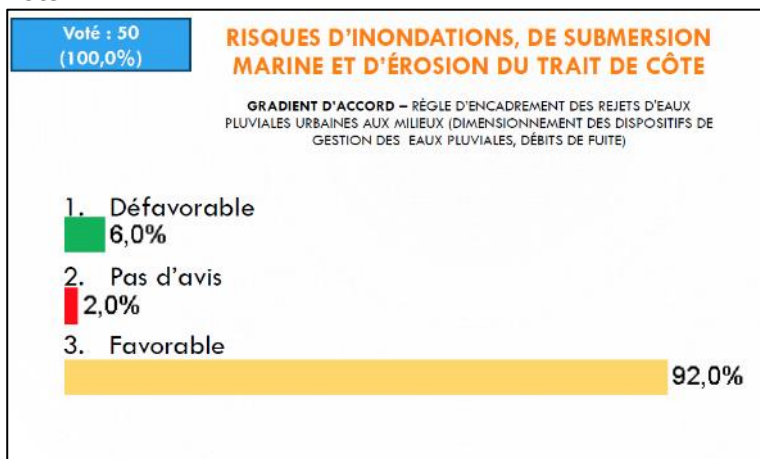 Voté : 50
(100,0%)
RISQUES D'INONDATIONS, DE SUBMERSION
MARINE ET D'ÉROSION DU TRAIT DE CÔTE
GRADIENT D'ACCORD – RÈGLE D'ENCADREMENT DES REJETS D'EAUX
PLUVIALES URBAINES AUX MILIEUX (DIMENSIONNEMENT DES DISPOSITIFS DE
GESTION DES EAUX PLUVIALES, DÉBITS DE FUITE)
1. Défavorable
6,0%
2. Pas d'avis
2,0%
3. Favorable
92,0%